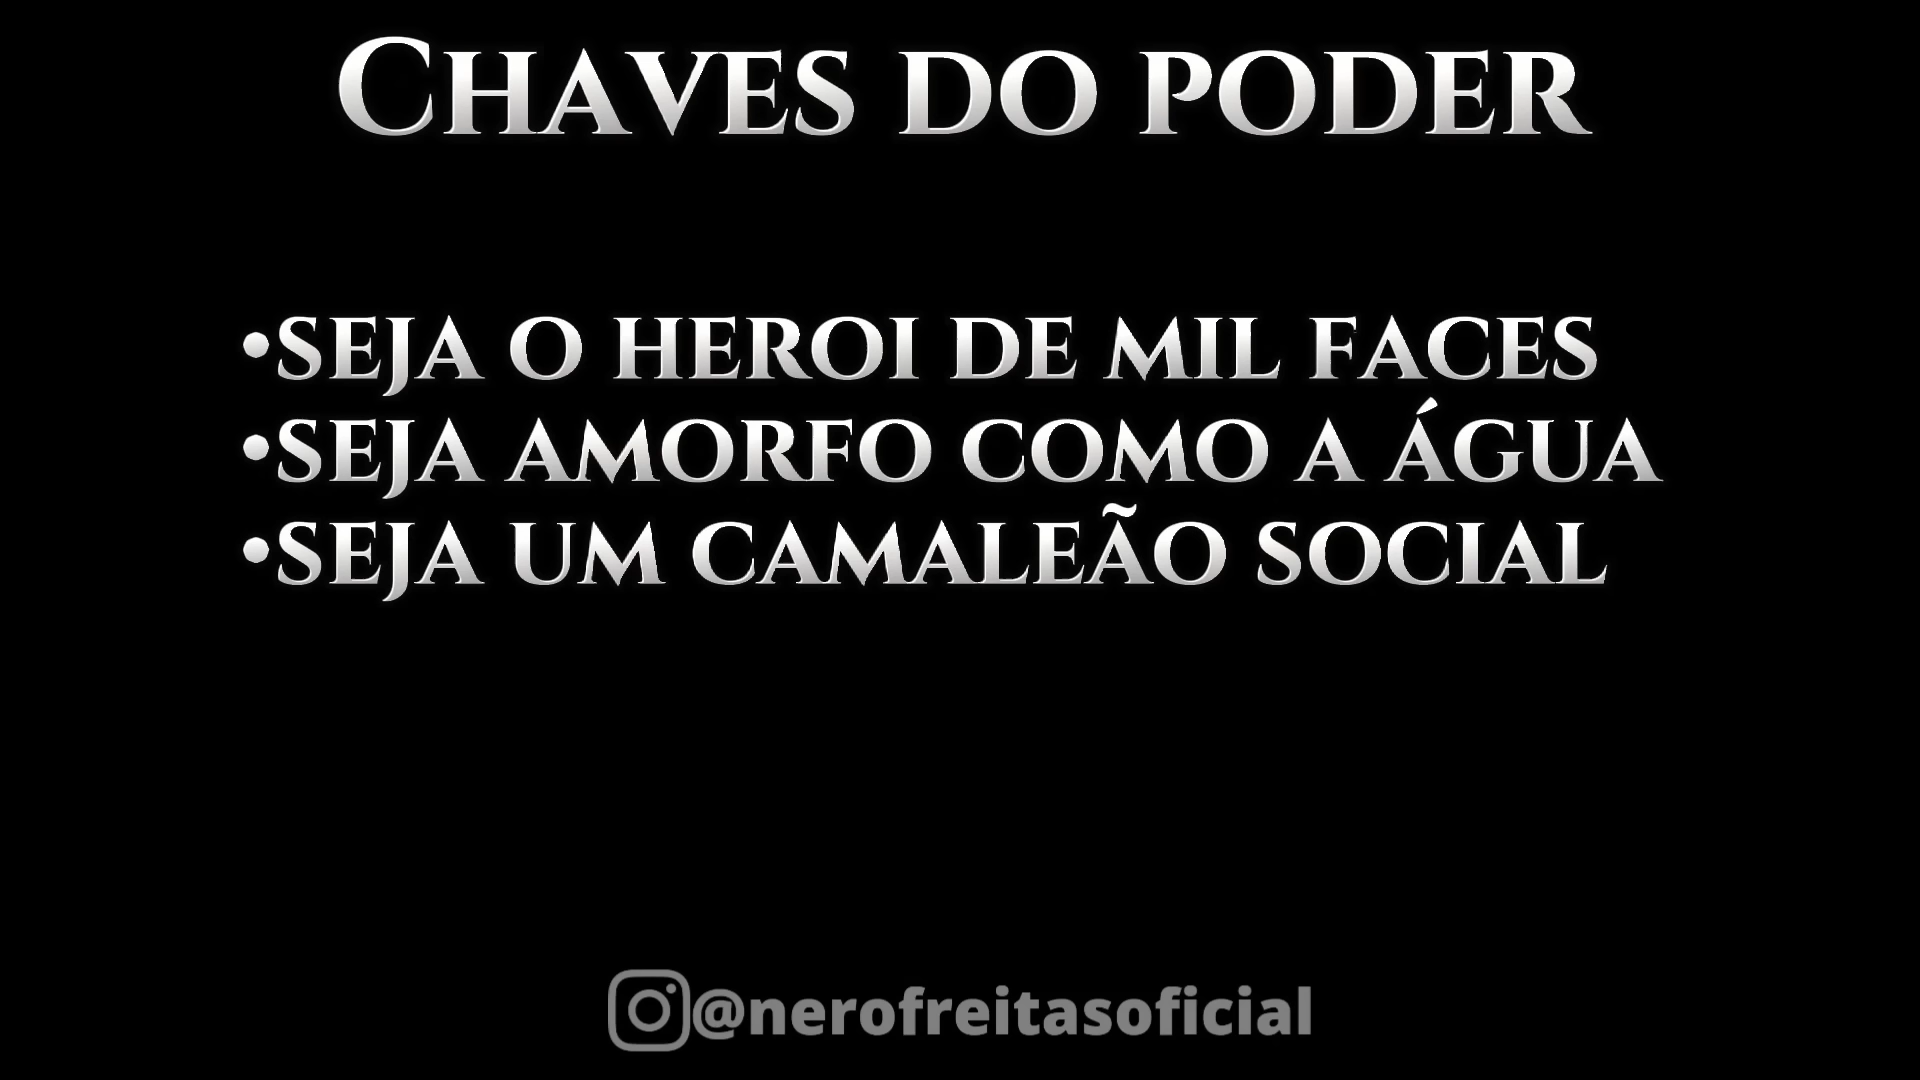 Chaves do poder
•seja o heroi de mil faces
•seja amorfo como a água
•seja um camaleão social
@nerofreitasoficial